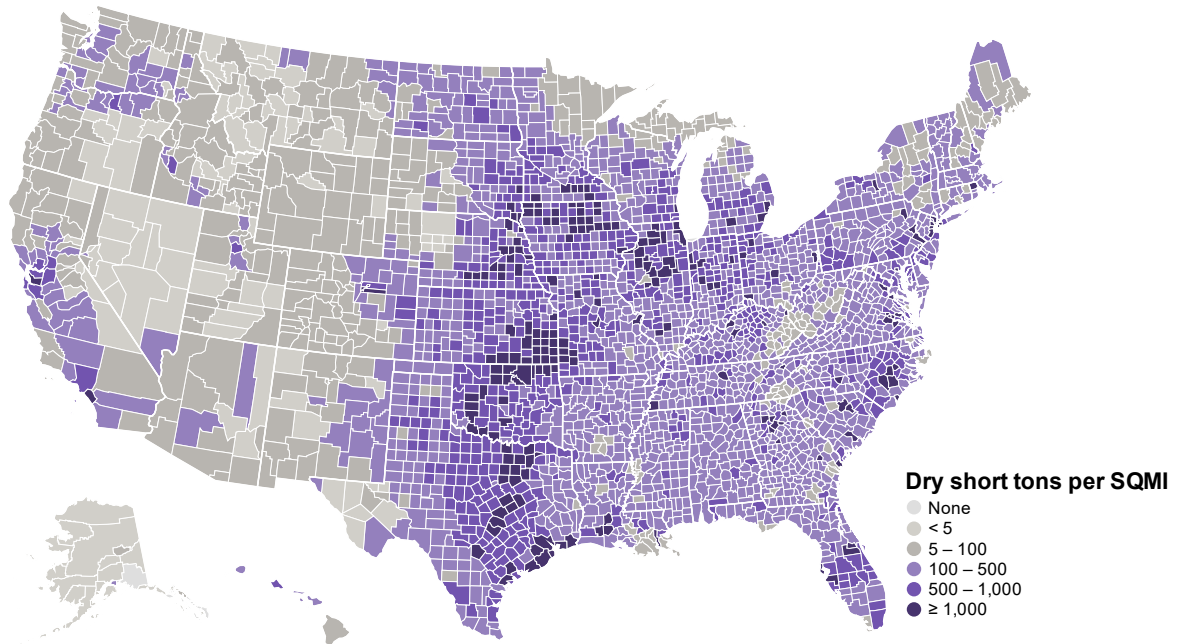 Dry short tons per SQMI
None
< 5
5 – 100
100 – 500
500 – 1,000
≥ 1,000